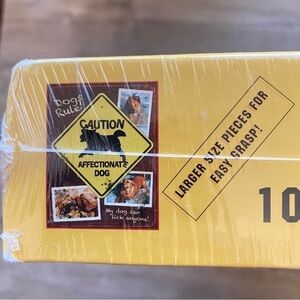 Dogs
Rule!
CAUTION
AFFECTIONATE
DOG
My dog can
"lick anyone"
LARGER SIZE PIECES FOR
EASY GRASP!
10